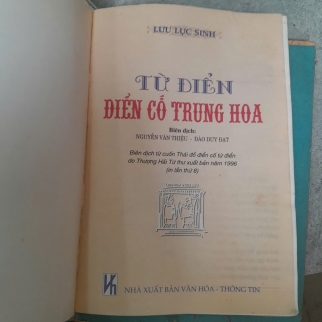 LƯU LỰC SINH
TỪ ĐIỂN
ĐIỂN CỐ TRUNG HOA
Biên dịch:
NGUYỄN VĂN THIỆU - ĐÀO DUY ĐẠT
Biên dịch từ cuốn Thái đồ điển cố từ điển
do Thượng Hải Từ thư xuất bản năm 1996
(in lần thứ 8)
NHÀ XUẤT BẢN VĂN HÓA - THÔNG TIN